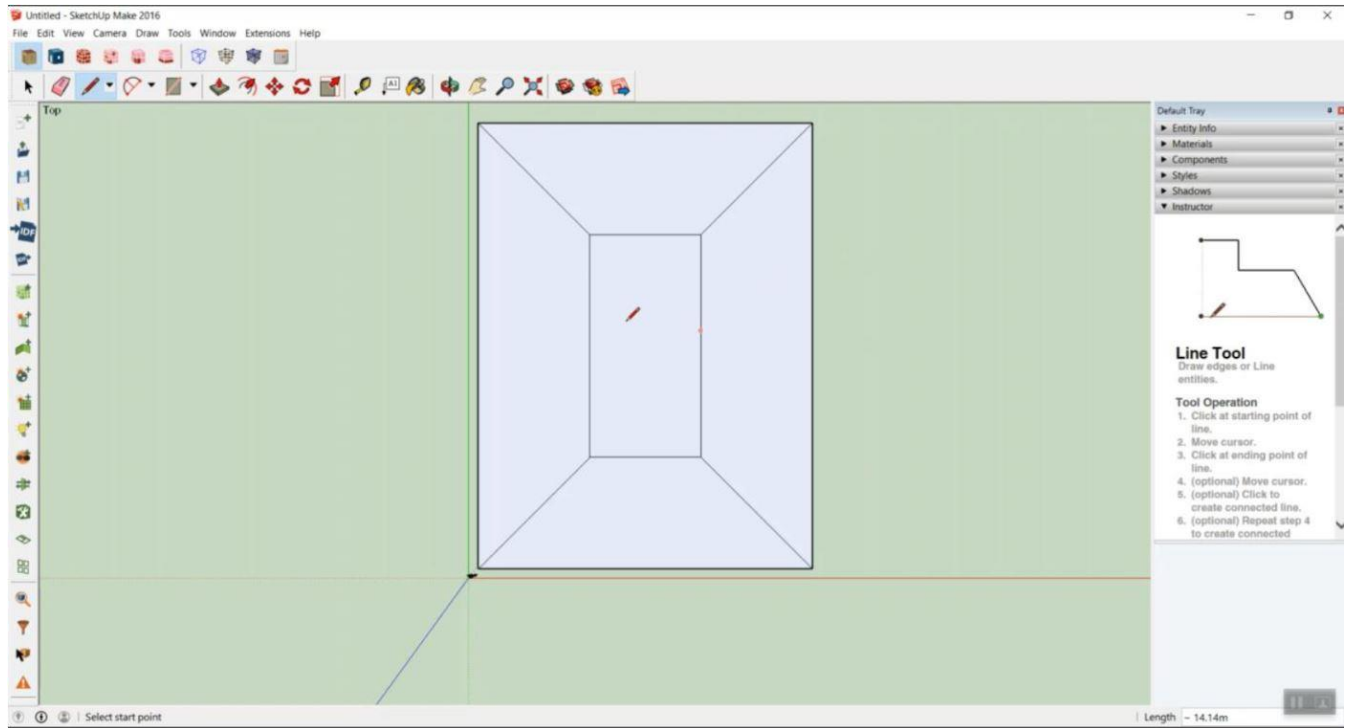 Untitled - SketchUp Make 2016
File Edit View Camera Draw Tools Window Extensions Help
A1
Top
Default Tray
Entity Info
Materials
Components
Styles
Shadows
Instructor
IDF
Line Tool
Draw edges or Line
entities.
Tool Operation
1. Click at starting point of
line.
2. Move cursor.
3. Click at ending point of
line.
4. (optional) Move cursor.
5. (optional) Click to
create connected line.
6. (optional) Repeat step 4
to create connected
Select start point
Length ~ 14.14m